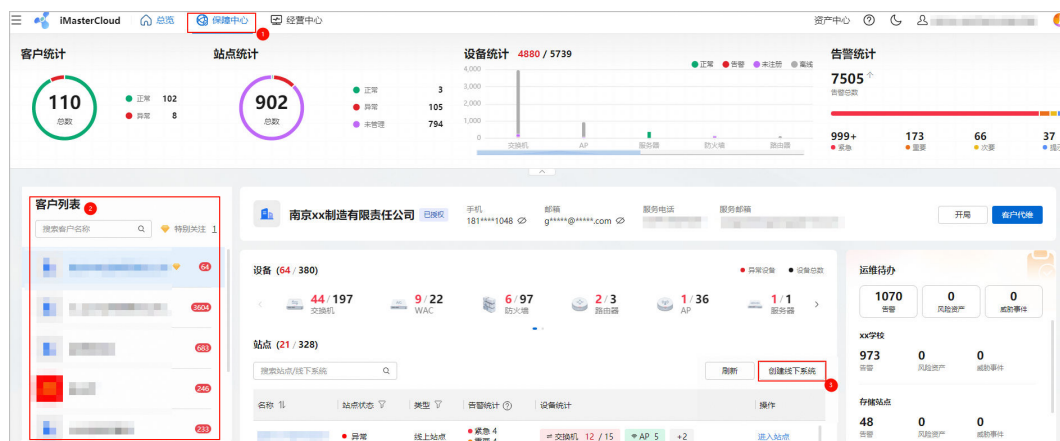 iMasterCloud 总览 保障中心 经营中心 资产中心
1
客户统计
110
总数
正常 102
异常 8
站点统计
902
总数
正常 3
异常 105
未管理 794
设备统计 4880 / 5739
正常 告警 未注册 离线
4,000
3,000
2,000
1,000
0
交换机 AP 服务器 防火墙 路由器
告警统计
7505 个
告警总数
999+ 173 66 37
紧急 重要 次要 提示
客户列表 2
搜索客户名称 特别关注 1
64
3604
683
246
233
南京xx制造有限责任公司 已授权
手机 邮箱 服务电话 服务邮箱
181****1048 g*****@*****.com
开局 客户代维
设备 (64 / 380)
异常设备 设备总数
44/197 9/22 6/97 2/3 1/36 1/1
交换机 WAC 防火墙 路由器 AP 服务器
站点 (21 / 328)
搜索站点/线下系统 刷新 创建线下系统
3
名称 站点状态 类型 告警统计 设备统计 操作
异常 线上站点 紧急 4 交换机 12 / 15 AP 5 +2 进入站点
重要 4
运维待办
1070 0 0
告警 风险资产 威胁事件
xx学校
973 0 0
告警 风险资产 威胁事件
存储站点
48 0 0
告警 风险资产 威胁事件